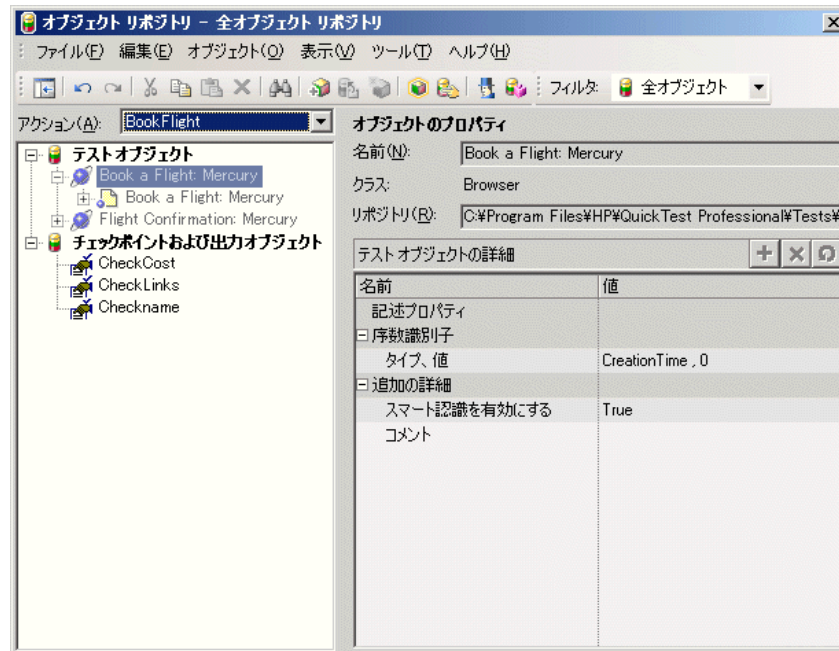 オブジェクト リポジトリ - 全オブジェクト リポジトリ
ファイル(F) 編集(E) オブジェクト(O) 表示(V) ツール(T) ヘルプ(H)
フィルタ: 全オブジェクト
アクション(A): BookFlight
テスト オブジェクト
Book a Flight: Mercury
Book a Flight: Mercury
Flight Confirmation: Mercury
チェックポイントおよび出力オブジェクト
CheckCost
CheckLinks
Checkname
オブジェクトのプロパティ
名前(N): Book a Flight: Mercury
クラス: Browser
リポジトリ(R): C:¥Program Files¥HP¥QuickTest Professional¥Tests¥
テスト オブジェクトの詳細
名前 値
記述プロパティ
序数識別子
タイプ、値 CreationTime , 0
追加の詳細
スマート認識を有効にする True
コメント